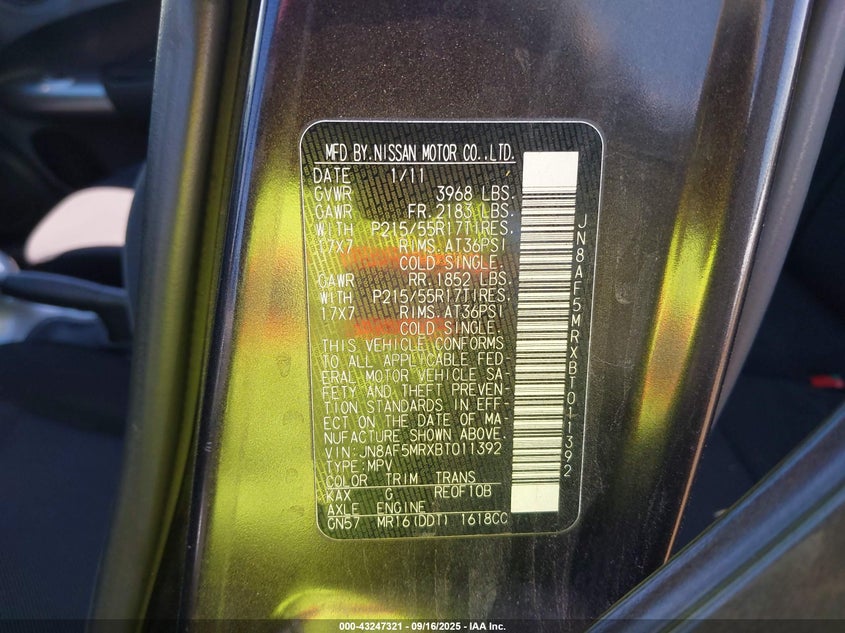 MFD BY.NISSAN MOTOR CO.,LTD.
DATE 1/11
GVWR 3968 LBS.
GAWR FR.2183 LBS.
WITH P215/55R17TIRES.
17X7 RIMS.AT36PSI
COLD SINGLE.
GAWR RR.1852 LBS.
WITH P215/55R17TIRES.
17X7 RIMS.AT36PSI
COLD SINGLE.
THIS VEHICLE CONFORMS
TO ALL APPLICABLE FED-
ERAL MOTOR VEHICLE SA-
FETY AND THEFT PREVEN-
TION STANDARDS IN EFF-
ECT ON THE DATE OF MA-
NUFACTURE SHOWN ABOVE.
VIN:JN8AF5MRXBT011392
TYPE:MPV
COLOR TRIM TRANS
KAX G RE0F10B
AXLE ENGINE
GN57 MR16(DDT) 1618CC
JN8AF5MRXBT011392
000-43247321 - 09/16/2025 - IAA Inc.